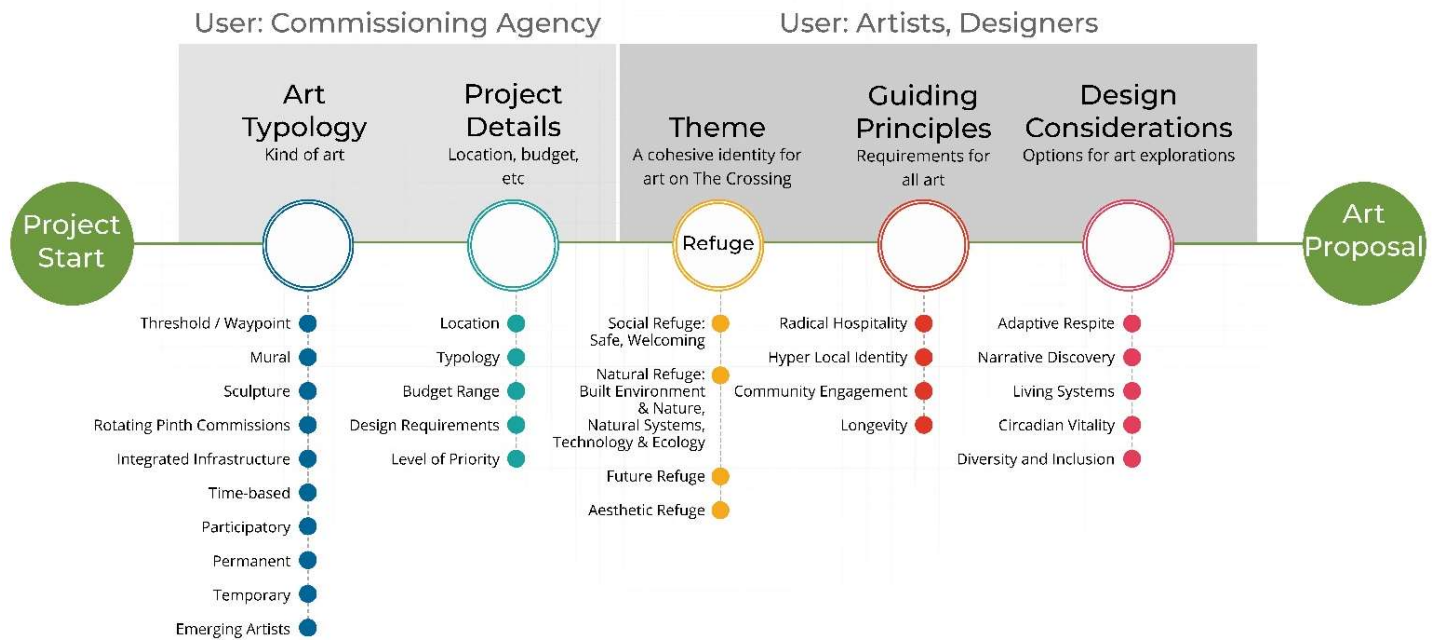 User: Commissioning Agency
User: Artists, Designers
Project
Start
Art
Typology
Kind of art
Threshold / Waypoint
Mural
Sculpture
Rotating Pinth Commissions
Integrated Infrastructure
Time-based
Participatory
Permanent
Temporary
Emerging Artists
Project
Details
Location, budget,
etc
Location
Typology
Budget Range
Design Requirements
Level of Priority
Theme
A cohesive identity for
art on The Crossing
Refuge
Social Refuge:
Safe, Welcoming
Natural Refuge:
Built Environment
& Nature,
Natural Systems,
Technology & Ecology
Future Refuge
Aesthetic Refuge
Guiding
Principles
Requirements for
all art
Radical Hospitality
Hyper Local Identity
Community Engagement
Longevity
Design
Considerations
Options for art explorations
Adaptive Respite
Narrative Discovery
Living Systems
Circadian Vitality
Diversity and Inclusion
Art
Proposal